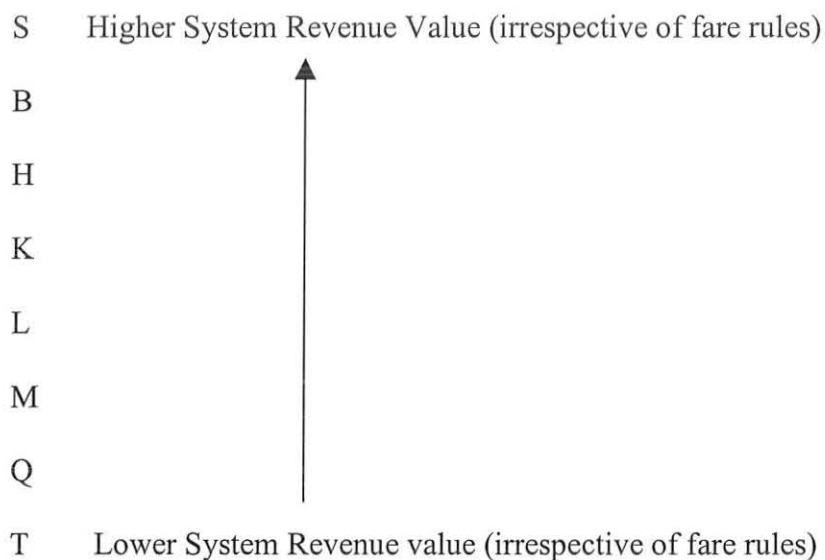 S Higher System Revenue Value (irrespective of fare rules)
B
H
K
L
M
Q
T Lower System Revenue value (irrespective of fare rules)